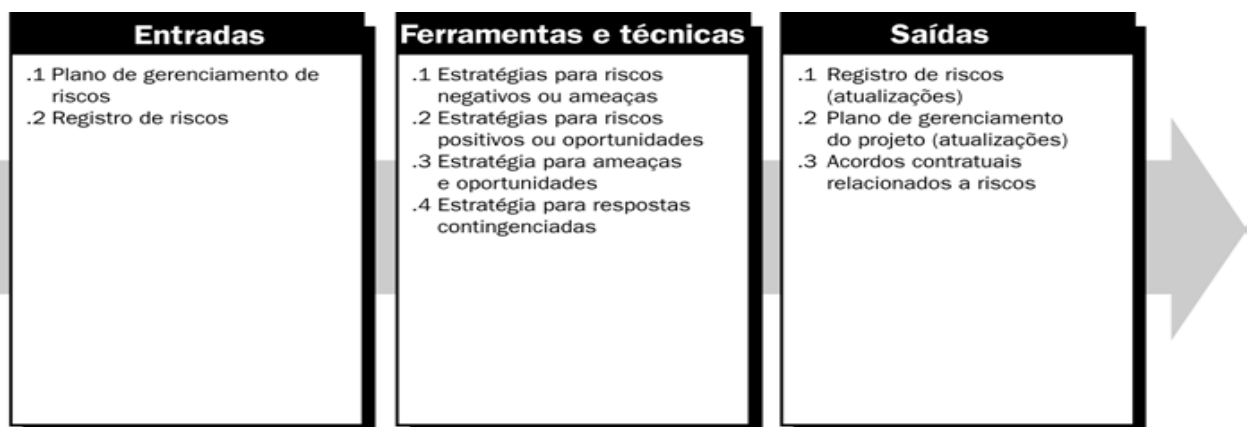 Entradas
.1 Plano de gerenciamento de
riscos
.2 Registro de riscos
Ferramentas e técnicas
.1 Estratégias para riscos
negativos ou ameaças
.2 Estratégias para riscos
positivos ou oportunidades
.3 Estratégia para ameaças
e oportunidades
.4 Estratégia para respostas
contingenciadas
Saídas
.1 Registro de riscos
(atualizações)
.2 Plano de gerenciamento
do projeto (atualizações)
.3 Acordos contratuais
relacionados a riscos